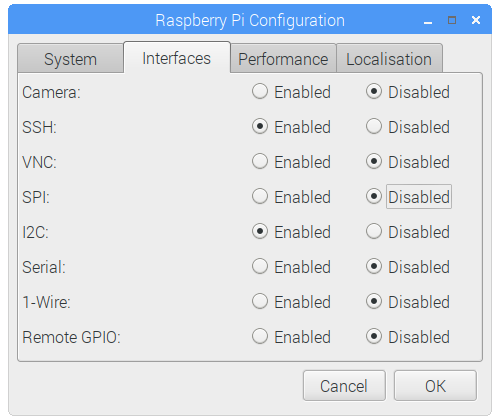 Raspberry Pi Configuration
System Interfaces Performance Localisation
Camera: Enabled Disabled
SSH: Enabled Disabled
VNC: Enabled Disabled
SPI: Enabled Disabled
I2C: Enabled Disabled
Serial: Enabled Disabled
1-Wire: Enabled Disabled
Remote GPIO: Enabled Disabled
Cancel OK